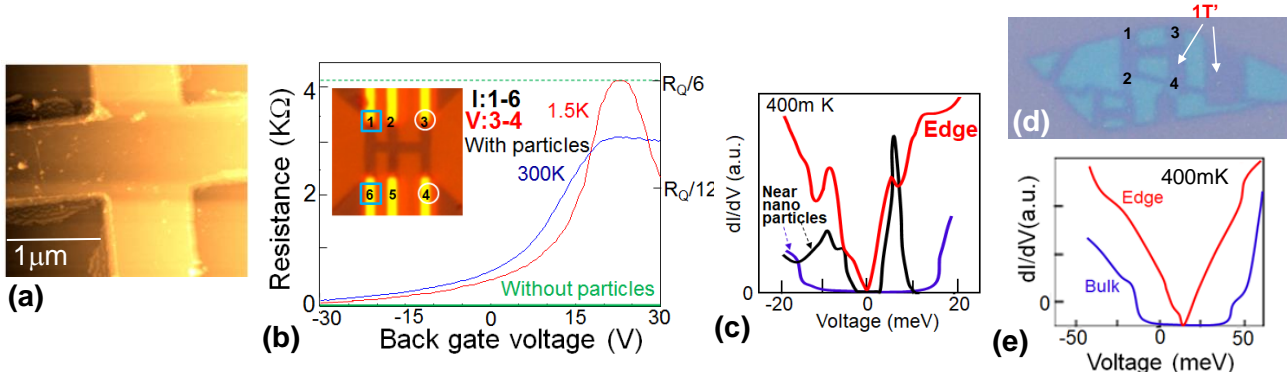 1μm
(a)
Resistance (KΩ)
4
2
0
-30
-15
0
15
30
Back gate voltage (V)
(b)
1
2
3
6
5
4
I:1-6
V:3-4
With particles
1.5K
300K
Without particles
R_Q/6
R_Q/12
400m K
Edge
Near
nano
particles
dI/dV (a.u.)
0
-20
0
20
Voltage (meV)
(c)
1T’
1
3
2
4
(d)
400mK
Edge
Bulk
dI/dV(a.u.)
0
-50
0
50
Voltage (meV)
(e)